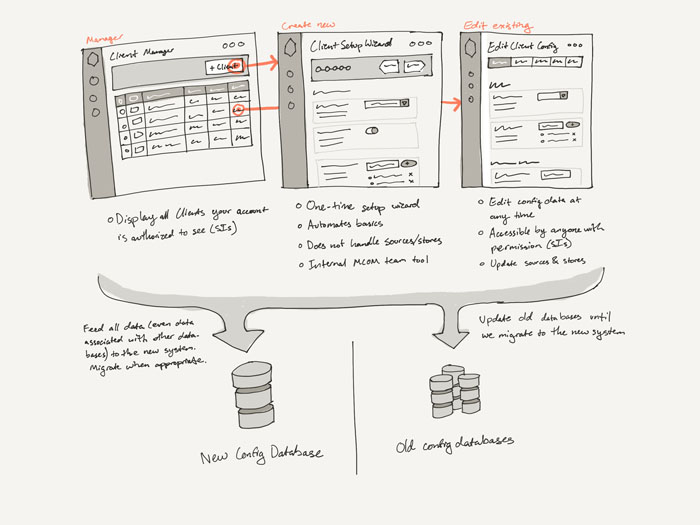 Manager
Create new
Edit existing
Client Manager
+ Client
Client Setup Wizard
Edit Client Config
Display all Clients your account
is authorized to see (SIs)
One-time setup wizard
Automates basics
Does not handle sources/stores
Internal MCOM team tool
Edit config data at
any time
Accessible by anyone with
permission (SIs)
Update sources & stores
Feed all data (even data
associated with other data-
bases) to the new system.
Migrate when appropriate.
Update old databases until
we migrate to the new system
New Config Database
Old config databases